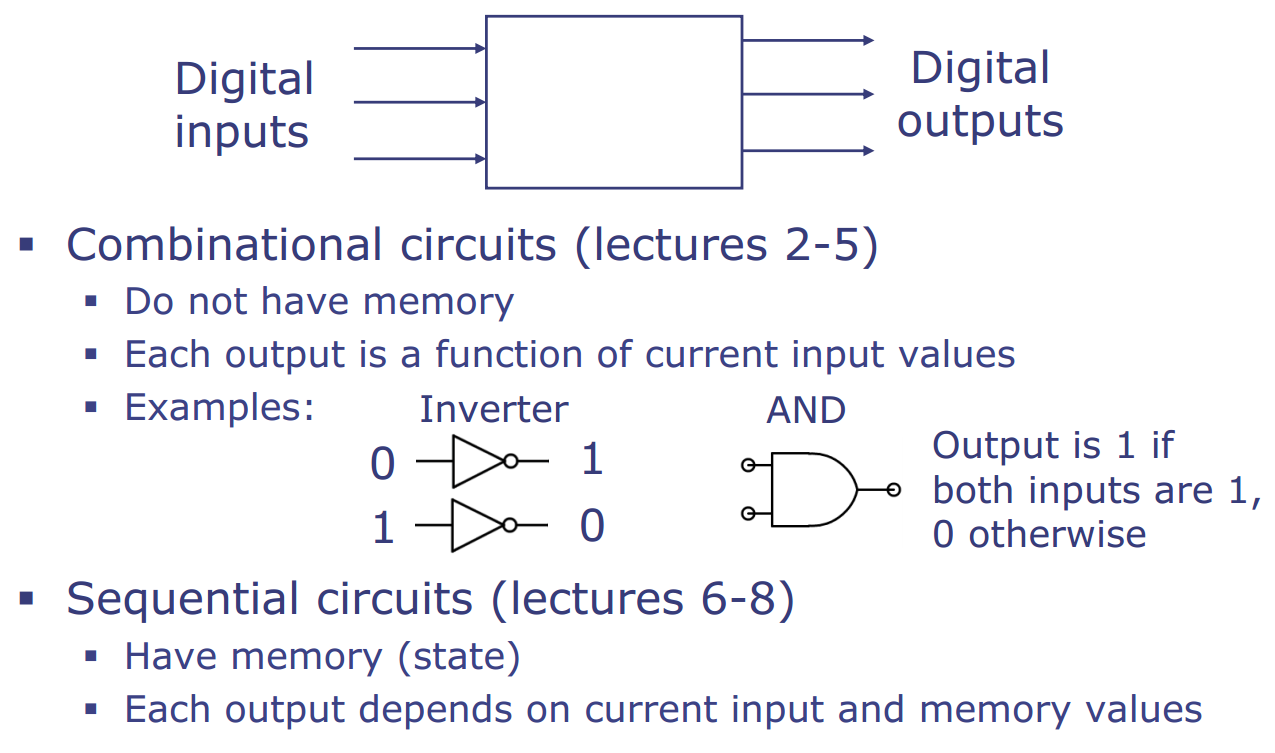 Digital
inputs
Digital
outputs
▪ Combinational circuits (lectures 2-5)
▪ Do not have memory
▪ Each output is a function of current input values
▪ Examples:
Inverter
0 1
1 0
AND
Output is 1 if
both inputs are 1,
0 otherwise
▪ Sequential circuits (lectures 6-8)
▪ Have memory (state)
▪ Each output depends on current input and memory values